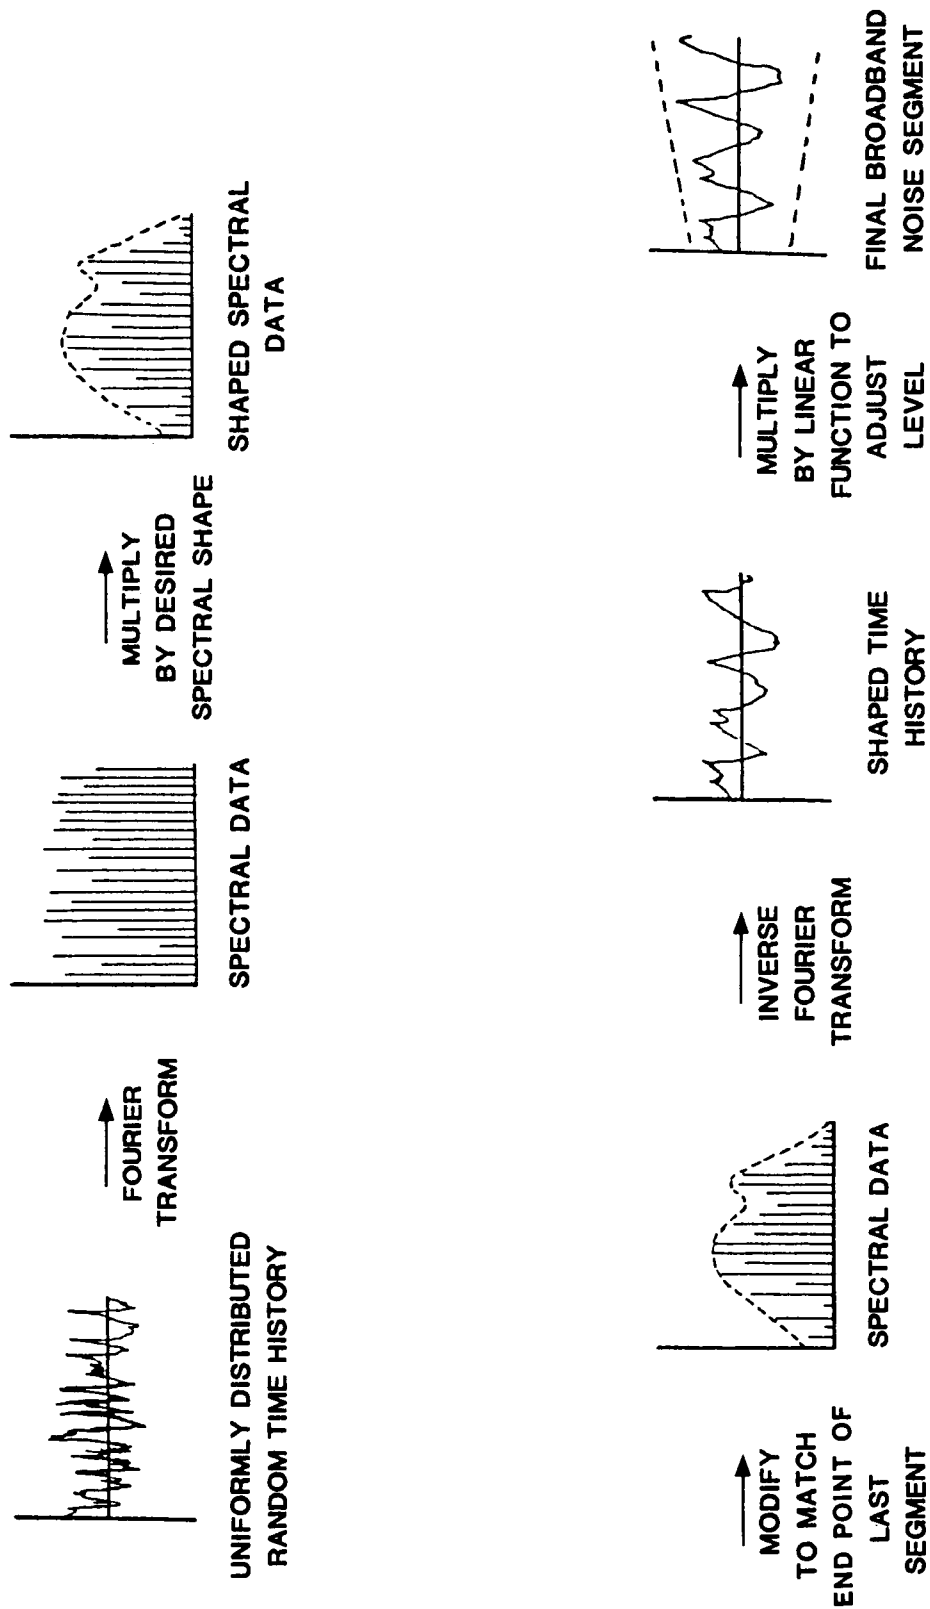 UNIFORMLY DISTRIBUTED
RANDOM TIME HISTORY
FOURIER
TRANSFORM
SPECTRAL DATA
MULTIPLY
BY DESIRED
SPECTRAL SHAPE
SHAPED SPECTRAL
DATA
MODIFY
TO MATCH
END POINT OF
LAST
SEGMENT
SPECTRAL DATA
INVERSE
FOURIER
TRANSFORM
SHAPED TIME
HISTORY
MULTIPLY
BY LINEAR
FUNCTION TO
ADJUST
LEVEL
FINAL BROADBAND
NOISE SEGMENT